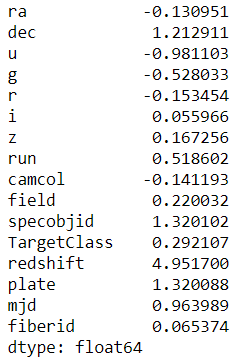 ra -0.130951
dec 1.212911
u -0.981103
g -0.528033
r -0.153454
i 0.055966
z 0.167256
run 0.518602
camcol -0.141193
field 0.220032
specobjid 1.320102
TargetClass 0.292107
redshift 4.951700
plate 1.320088
mjd 0.963989
fiberid 0.065374
dtype: float64